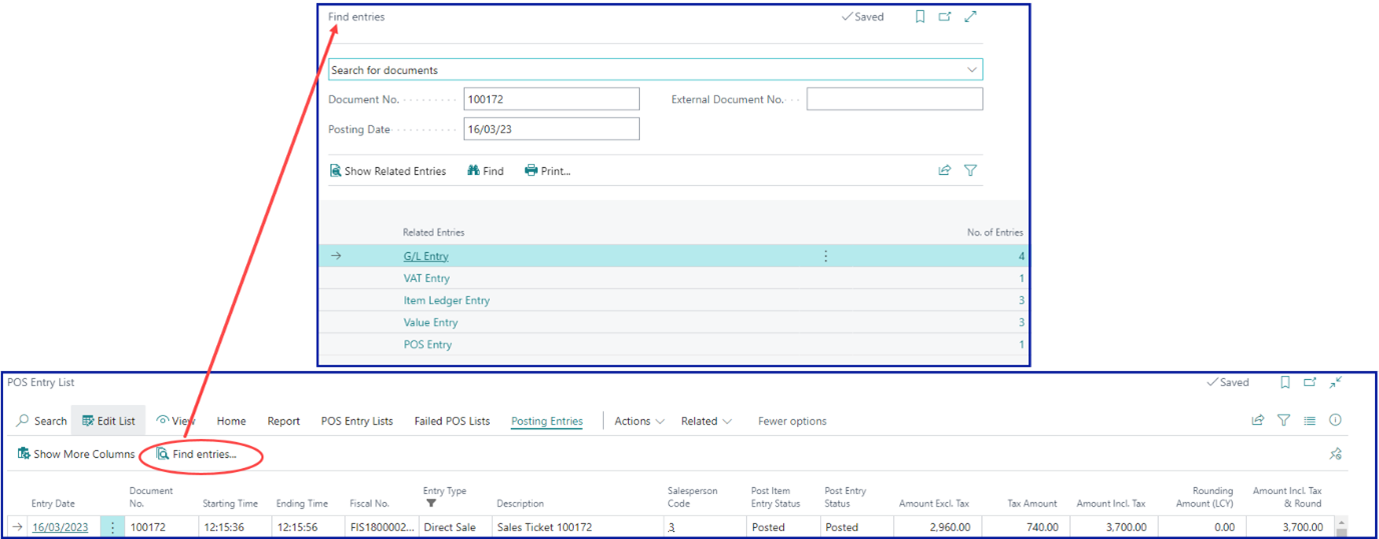 Find entries
Saved
Search for documents
Document No. 100172 External Document No.
Posting Date 16/03/23
Show Related Entries Find Print...
Related Entries No. of Entries
G/L Entry 4
VAT Entry 1
Item Ledger Entry 3
Value Entry 3
POS Entry 1
POS Entry List Saved
Search Edit List View Home Report POS Entry Lists Failed POS Lists Posting Entries Actions Related Fewer options
Show More Columns Find entries...
Entry Date Document No. Starting Time Ending Time Fiscal No. Entry Type Description Salesperson Code Post Item Entry Status Post Entry Status Amount Excl. Tax Tax Amount Amount Incl. Tax Rounding Amount (LCY) Amount Incl. Tax & Round
16/03/2023 100172 12:15:36 12:15:56 FIS1800002... Direct Sale Sales Ticket 100172 3 Posted Posted 2,960.00 740.00 3,700.00 0.00 3,700.00